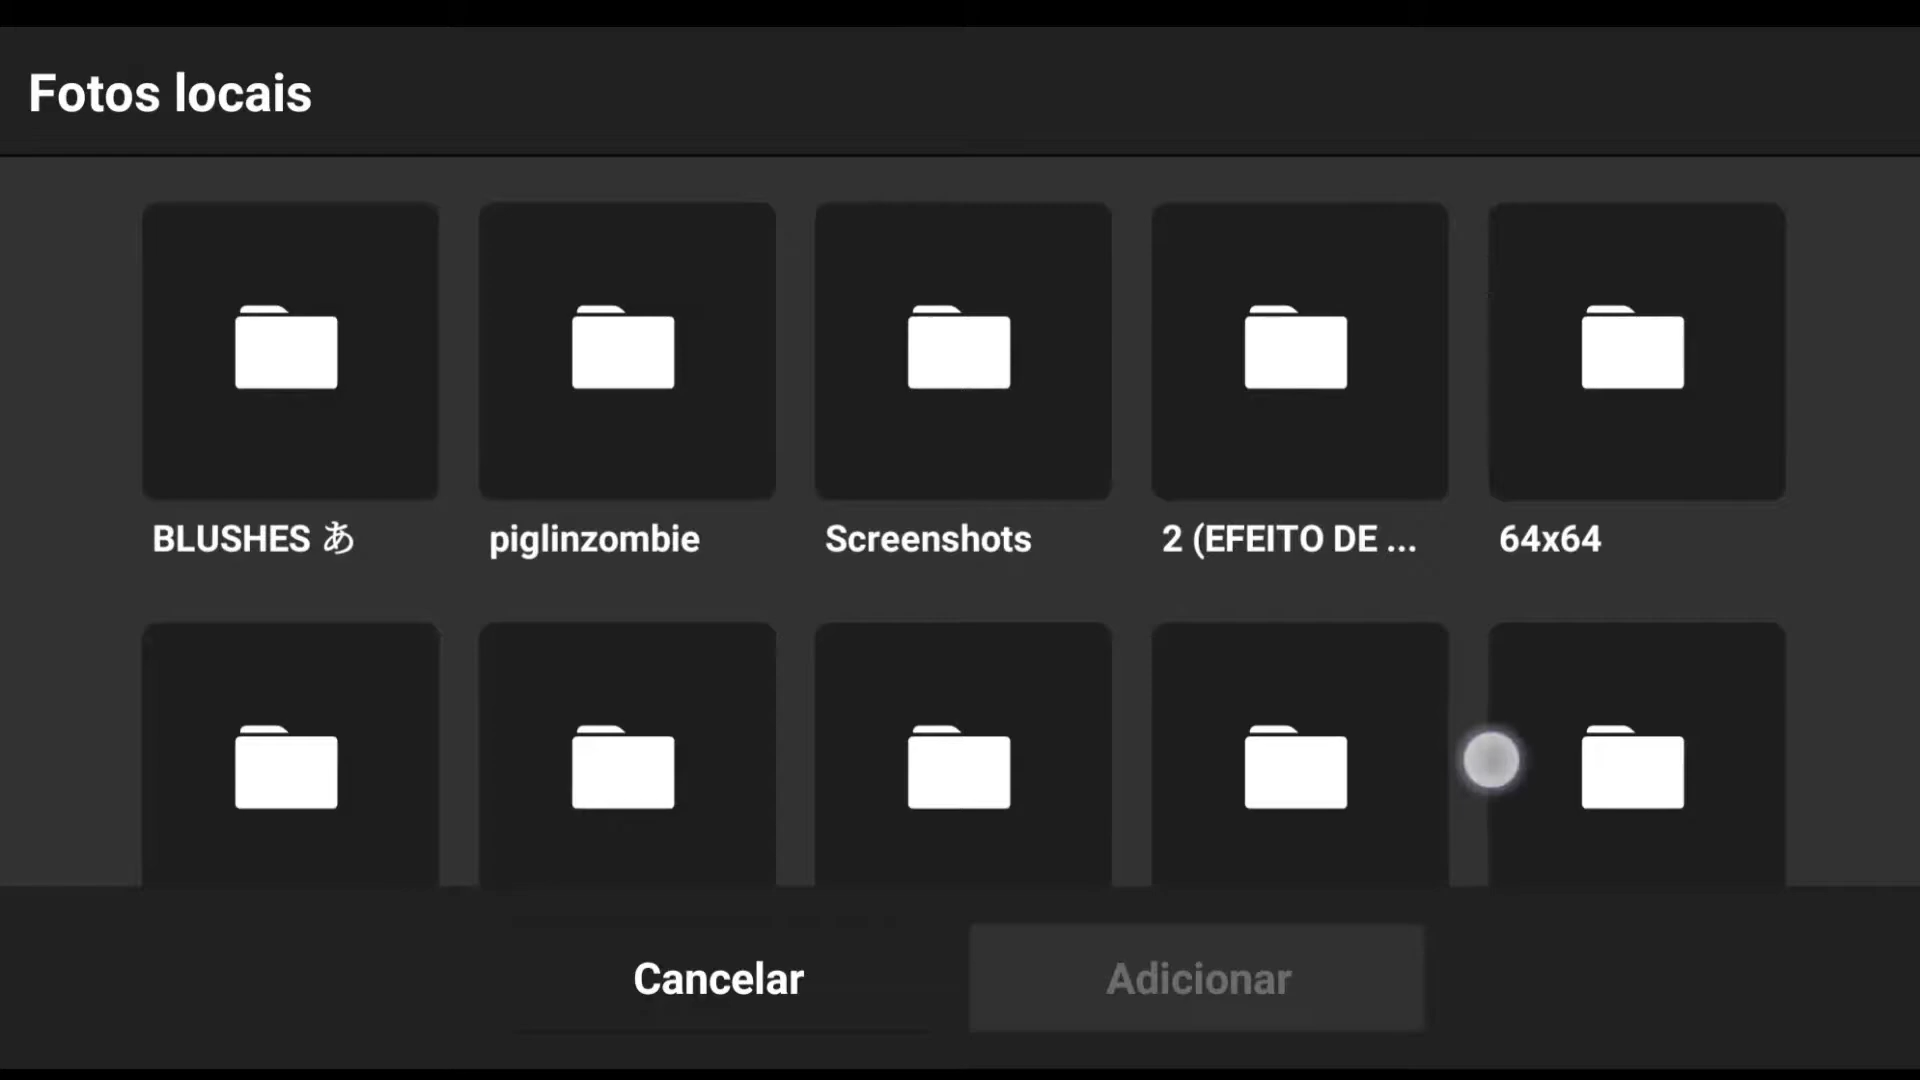 Fotos locais
BLUSHES あ
piglinzombie
Screenshots
2 (EFEITO DE ...
64x64
Cancelar
Adicionar